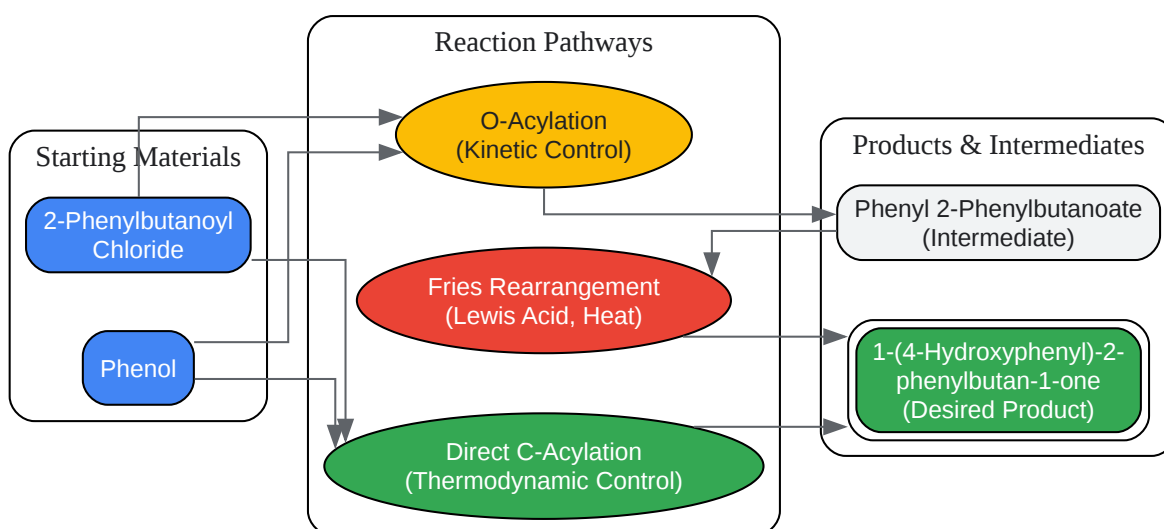 Reaction Pathways
Starting Materials
Products & Intermediates
2-Phenylbutanoyl
Chloride
Phenol
O-Acylation
(Kinetic Control)
Fries Rearrangement
(Lewis Acid, Heat)
Direct C-Acylation
(Thermodynamic Control)
Phenyl 2-Phenylbutanoate
(Intermediate)
1-(4-Hydroxyphenyl)-2-
phenylbutan-1-one
(Desired Product)